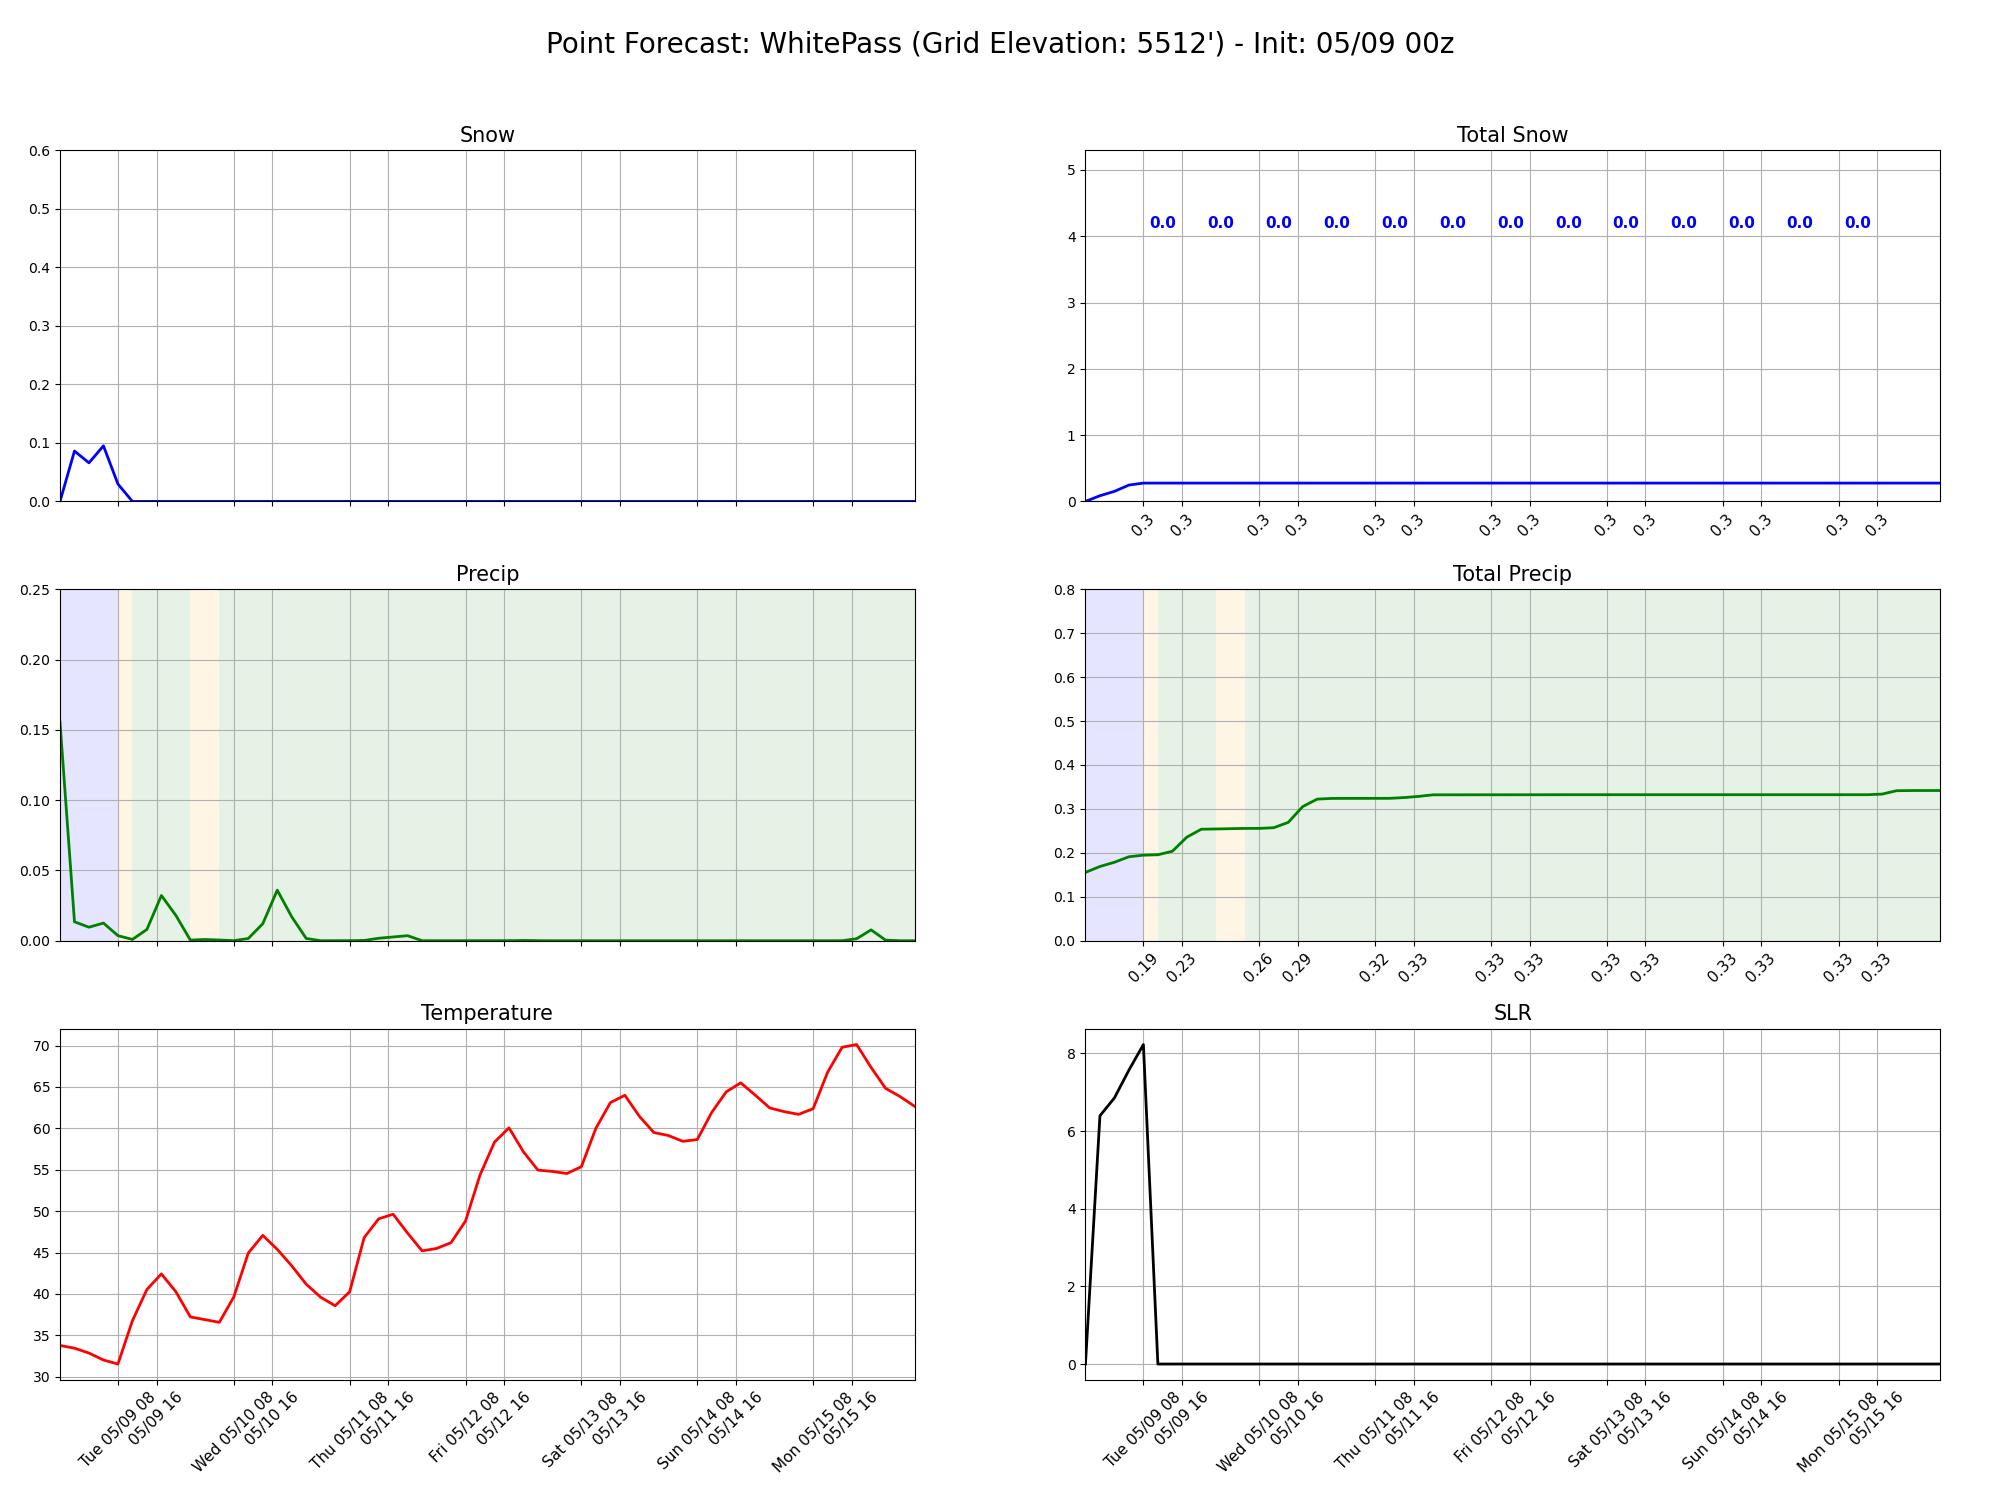 Point Forecast: WhitePass (Grid Elevation: 5512') - Init: 05/09 00z
Snow
0.6
0.5
0.4
0.3
0.2
0.1
0.0
Total Snow
5
4
3
2
1
0
0.0 0.0 0.0 0.0 0.0 0.0 0.0 0.0 0.0 0.0 0.0 0.0 0.0
0.3 0.3 0.3 0.3 0.3 0.3 0.3 0.3 0.3 0.3 0.3 0.3 0.3 0.3
Precip
0.25
0.20
0.15
0.10
0.05
0.00
Total Precip
0.8
0.7
0.6
0.5
0.4
0.3
0.2
0.1
0.0
0.19 0.23 0.26 0.29 0.32 0.33 0.33 0.33 0.33 0.33 0.33 0.33 0.33 0.33
Temperature
70
65
60
55
50
45
40
35
30
Tue 05/09 08
05/09 16
Wed 05/10 08
05/10 16
Thu 05/11 08
05/11 16
Fri 05/12 08
05/12 16
Sat 05/13 08
05/13 16
Sun 05/14 08
05/14 16
Mon 05/15 08
05/15 16
SLR
8
6
4
2
0
Tue 05/09 08
05/09 16
Wed 05/10 08
05/10 16
Thu 05/11 08
05/11 16
Fri 05/12 08
05/12 16
Sat 05/13 08
05/13 16
Sun 05/14 08
05/14 16
Mon 05/15 08
05/15 16